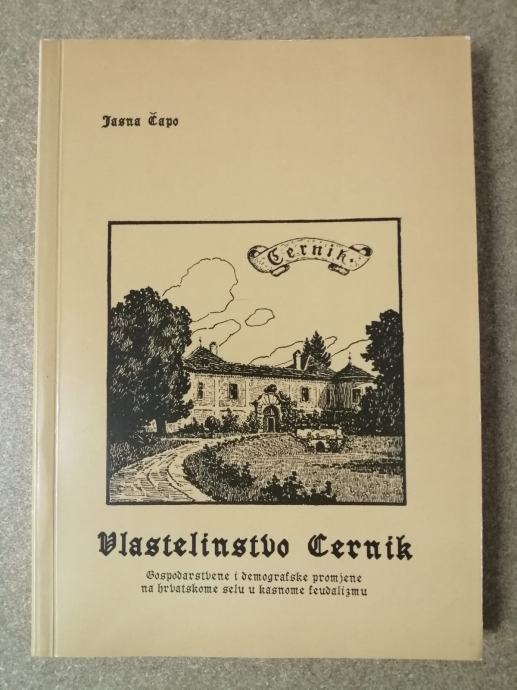 Jasna Čapo
Cernik.
Vlastelinstvo Cernik
Gospodarstvene i demografske promjene
na hrvatskome selu u kasnome feudalizmu